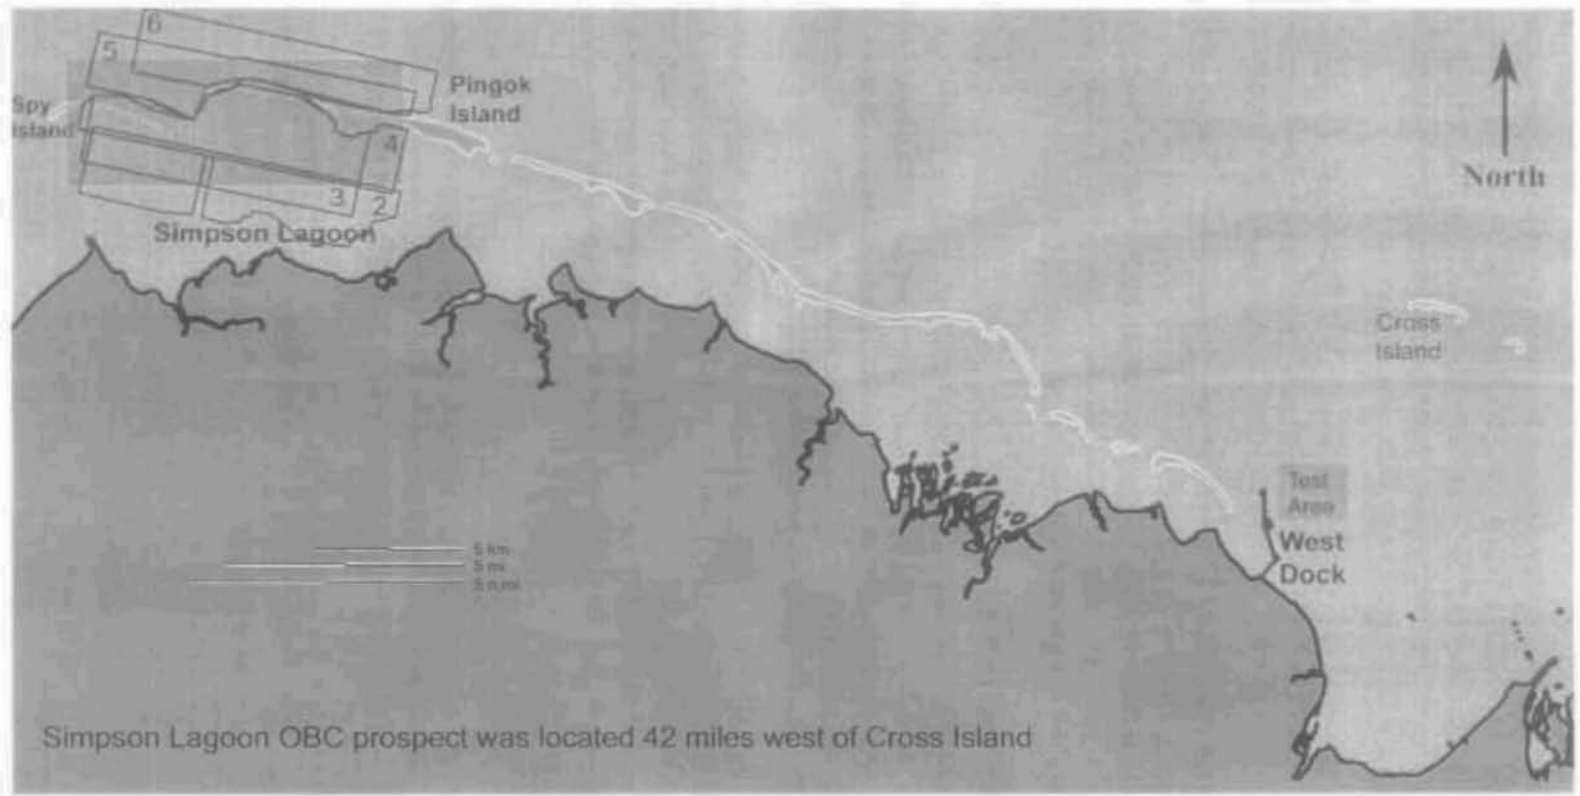 6
5
Pingok
Island
Spy
Island
4
3
2
Simpson Lagoon
North
Cross
Island
Test
Area
West
Dock
5 km
5 mi
5 n.mi
Simpson Lagoon OBC prospect was located 42 miles west of Cross Island